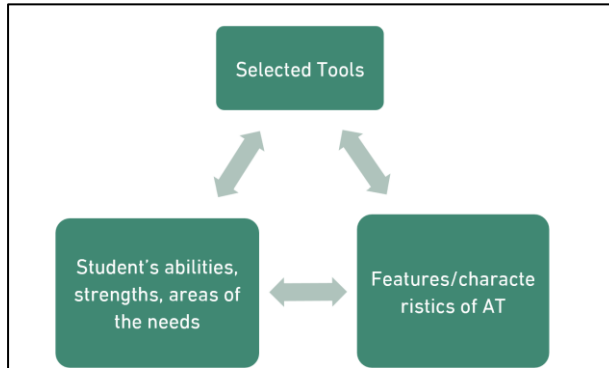 Selected Tools
Student's abilities,
strengths, areas of
the needs
Features/characte
ristics of AT